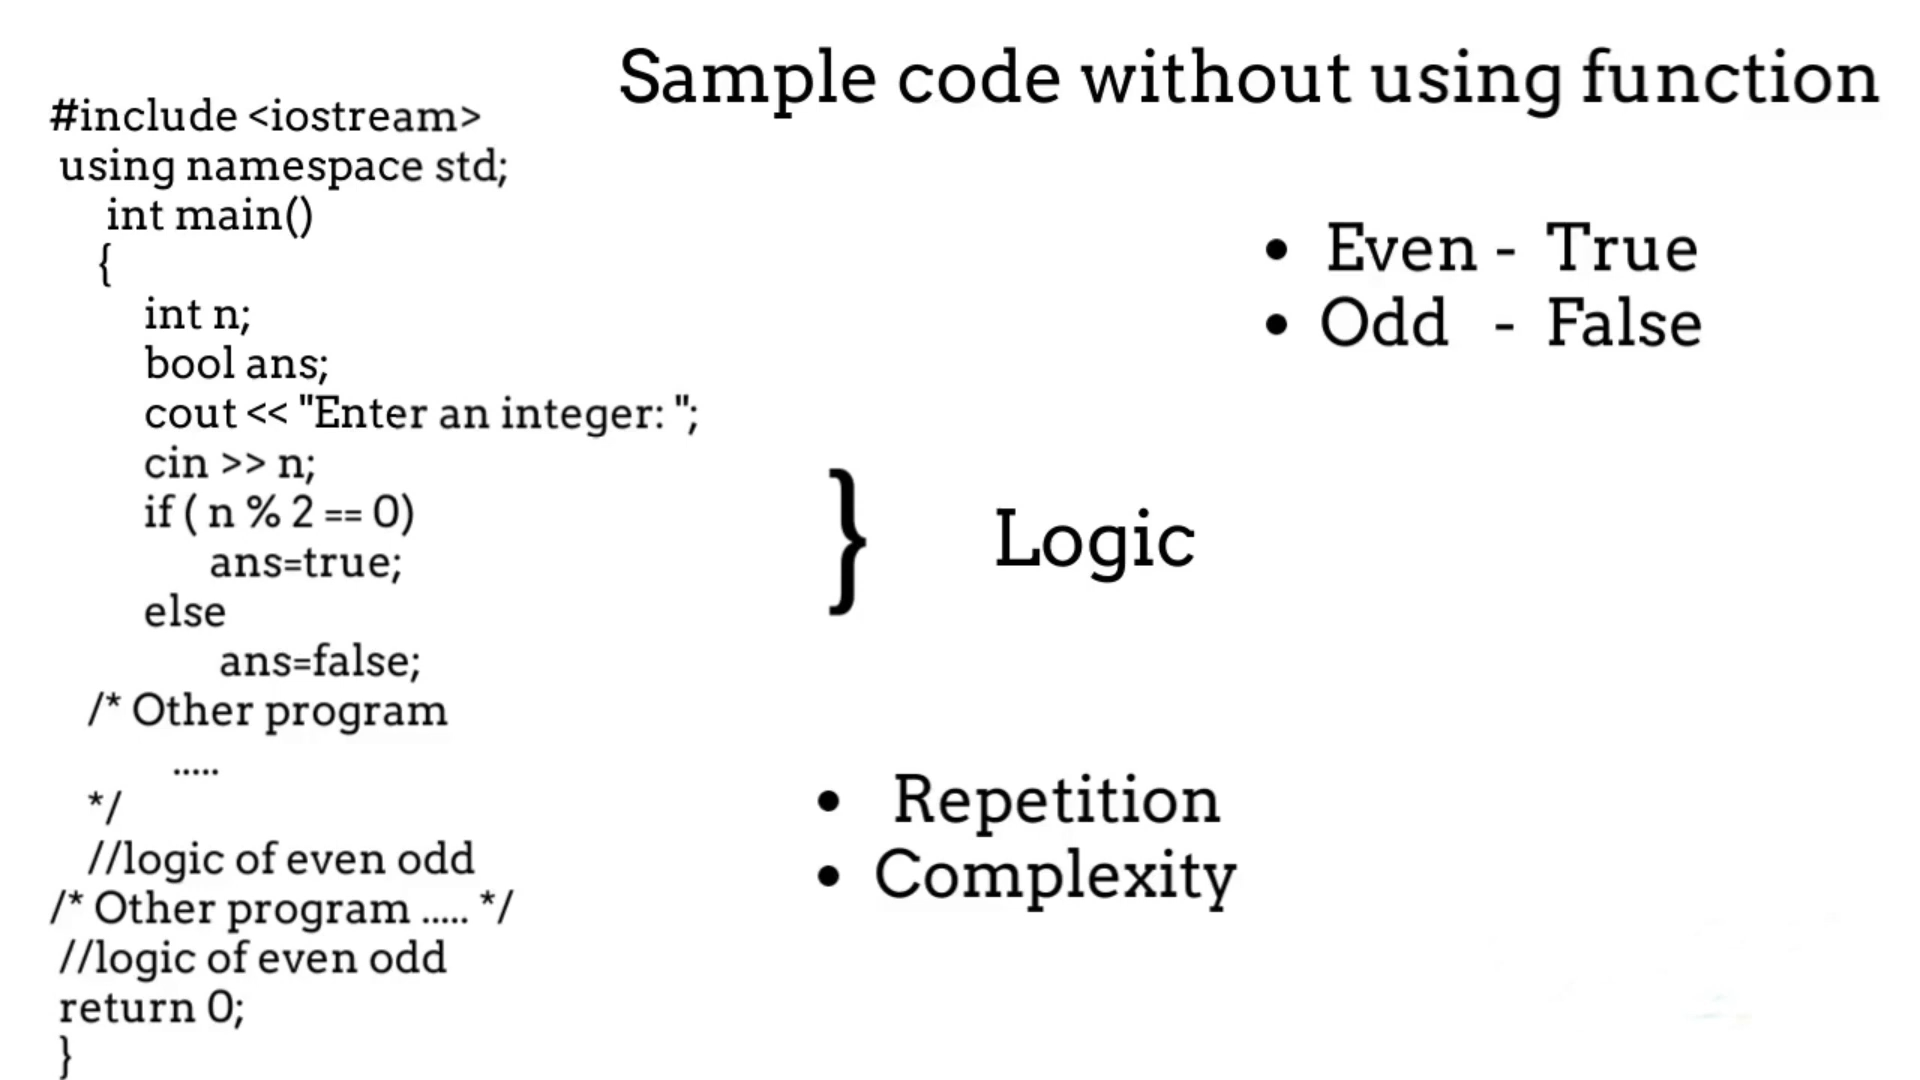 Sample code without using function
#include <iostream>
using namespace std;
int main()
{
int n;
bool ans;
cout << "Enter an integer: ";
cin >> n;
if ( n % 2 == 0)
ans=true;
else
ans=false;
/* Other program
.....
*/
//logic of even odd
/* Other program ..... */
//logic of even odd
return 0;
}
• Even - True
• Odd - False
} Logic
• Repetition
• Complexity